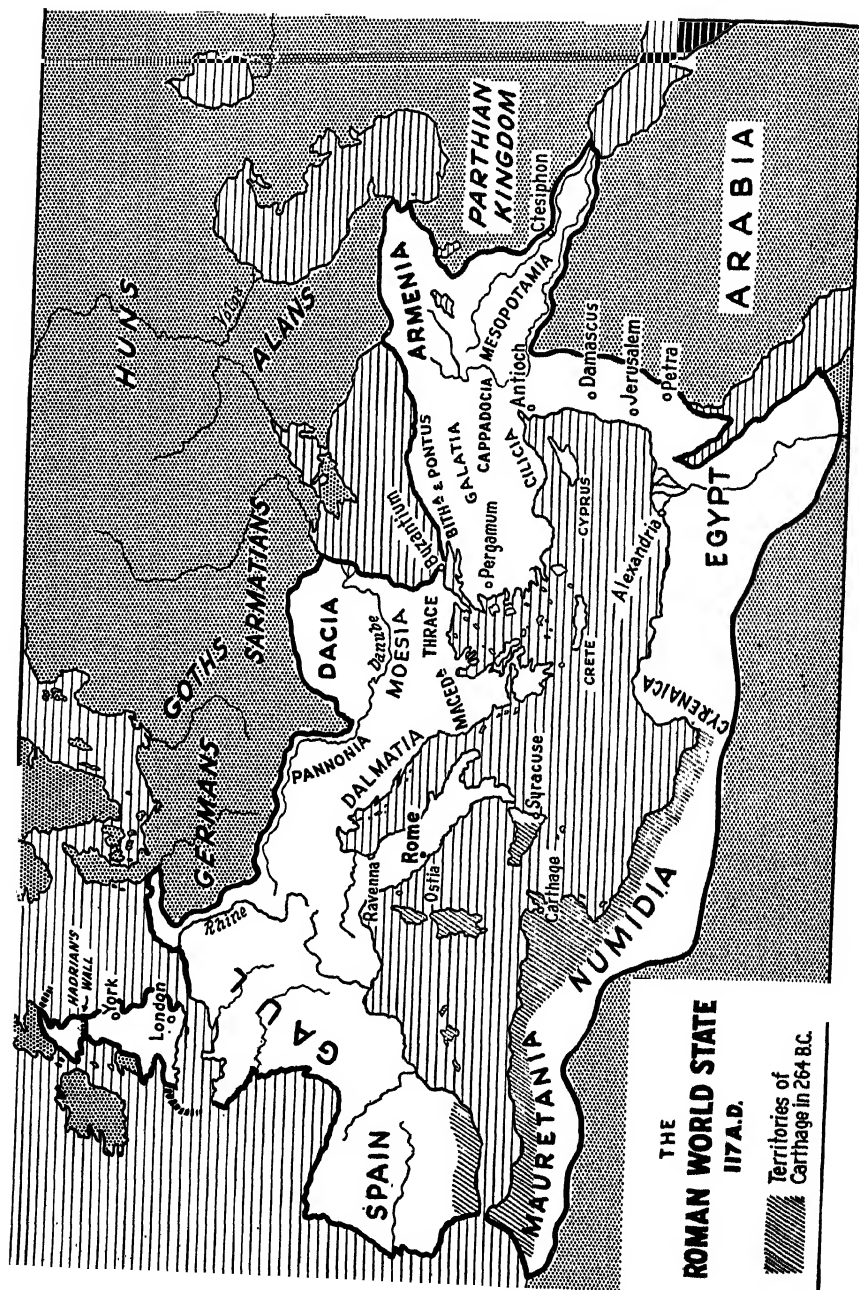 HUNS
Volga
ALANS
PARTHIAN
KINGDOM
Ctesiphon
ARMENIA
MESOPOTAMIA
ARABIA
GOTHS
SARMATIANS
GERMANS
DACIA
Danube
MOESIA
THRACE
Byzantium
BITHA & PONTUS
GALATIA
CAPPADOCIA
CILICIA
Antioch
Damascus
Jerusalem
Petra
Pergamum
CYPRUS
CRETE
Alexandria
EGYPT
CYRENAICA
HADRIAN'S
WALL
York
London
Rhine
GAUL
PANNONIA
DALMATIA
MACEDA
Ravenna
Rome
Ostia
Syracuse
Carthage
SPAIN
MAURETANIA
NUMIDIA
THE
ROMAN WORLD STATE
117 A.D.
Territories of
Carthage in 264 B.C.